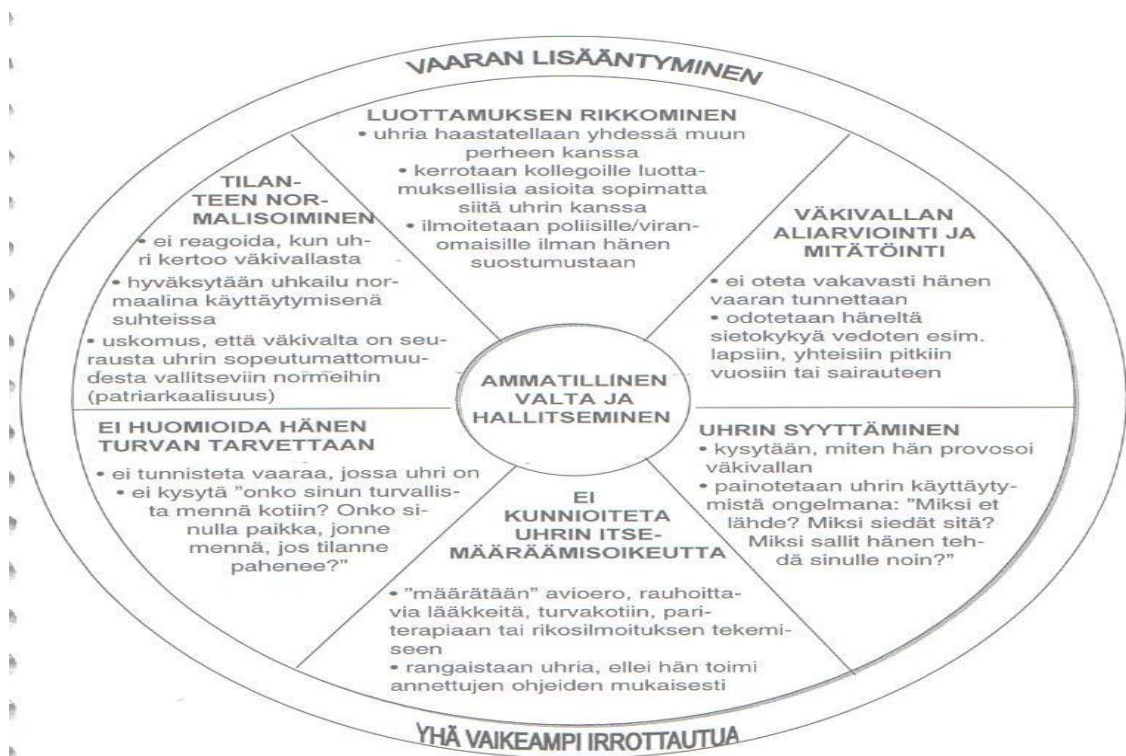 VAARAN LISÄÄNTYMINEN
LUOTTAMUKSEN RIKKOMINEN
• uhria haastatellaan yhdessä muun
perheen kanssa
• kerrotaan kollegoille luotta-
muksellisia asioita sopimatta
siitä uhrin kanssa
• ilmoitetaan poliisille/viran-
omaisille ilman hänen
suostumustaan
VÄKIVALLAN
ALIARVIOINTI JA
MITÄTÖINTI
• ei oteta vakavasti hänen
vaaran tunnettaan
• odotetaan häneltä
sietokykyä vedoten esim.
lapsiin, yhteisiin pitkiin
vuosiin tai sairauteen
UHRIN SYYTTÄMINEN
• kysytään, miten hän provosoi
väkivallan
• painotetaan uhrin käyttäyty-
mistä ongelmana: "Miksi et
lähde? Miksi siedät sitä?
Miksi sallit hänen teh-
dä sinulle noin?"
EI
KUNNIOITETA
UHRIN ITSE-
MÄÄRÄÄMISOIKEUTTA
• "määrätään" avioero, rauhoitta-
via lääkkeitä, turvakotiin, pari-
terapiaan tai rikosilmoituksen tekemi-
seen
• rangaistaan uhria, ellei hän toimi
annettujen ohjeiden mukaisesti
EI HUOMIOIDA HÄNEN
TURVAN TARVETTAAN
• ei tunnisteta vaaraa, jossa uhri on
• ei kysytä "onko sinun turvallis-
ta mennä kotiin? Onko si-
nulla paikka, jonne
mennä, jos tilanne
pahenee?"
TILAN-
TEEN NOR-
MALISOIMINEN
• ei reagoida, kun uh-
ri kertoo väkivallasta
• hyväksytään uhkailu nor-
maalina käyttäytymisenä
suhteissa
• uskomus, että väkivalta on seu-
rausta uhrin sopeutumattomuu-
desta vallitseviin normeihin
(patriarkaalisuus)
AMMATILLINEN
VALTA JA
HALLITSEMINEN
YHÄ VAIKEAMPI IRROTTAUTUA